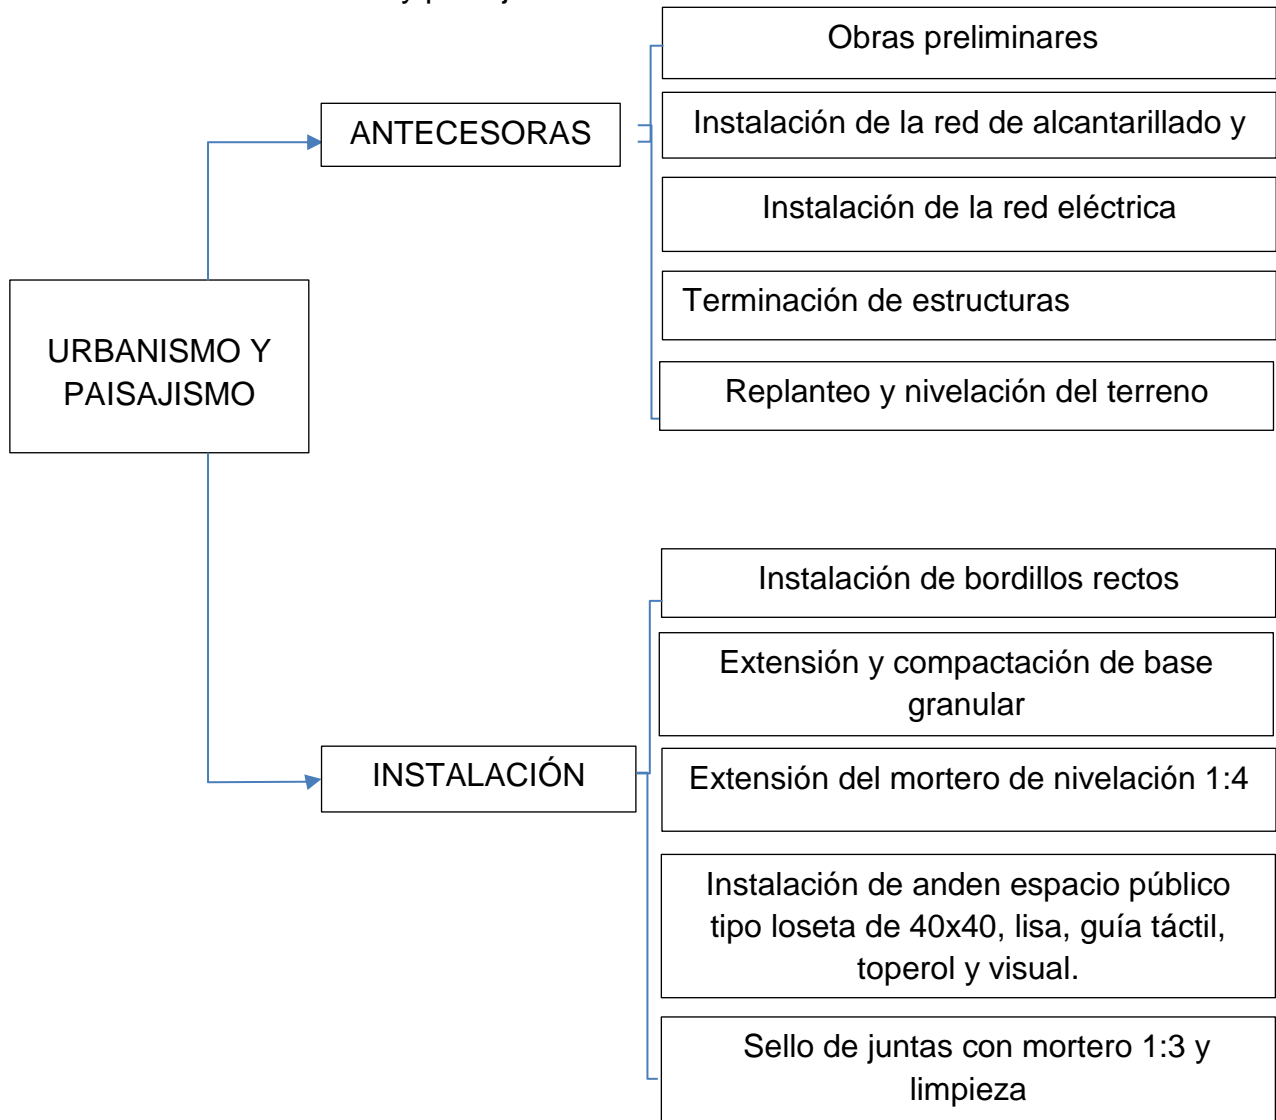 Obras preliminares
ANTECESORAS
Instalación de la red de alcantarillado y
Instalación de la red eléctrica
Terminación de estructuras
URBANISMO Y
PAISAJISMO
Replanteo y nivelación del terreno
Instalación de bordillos rectos
Extensión y compactación de base
granular
INSTALACIÓN
Extensión del mortero de nivelación 1:4
Instalación de anden espacio público
tipo loseta de 40x40, lisa, guía táctil,
toperol y visual.
Sello de juntas con mortero 1:3 y
limpieza